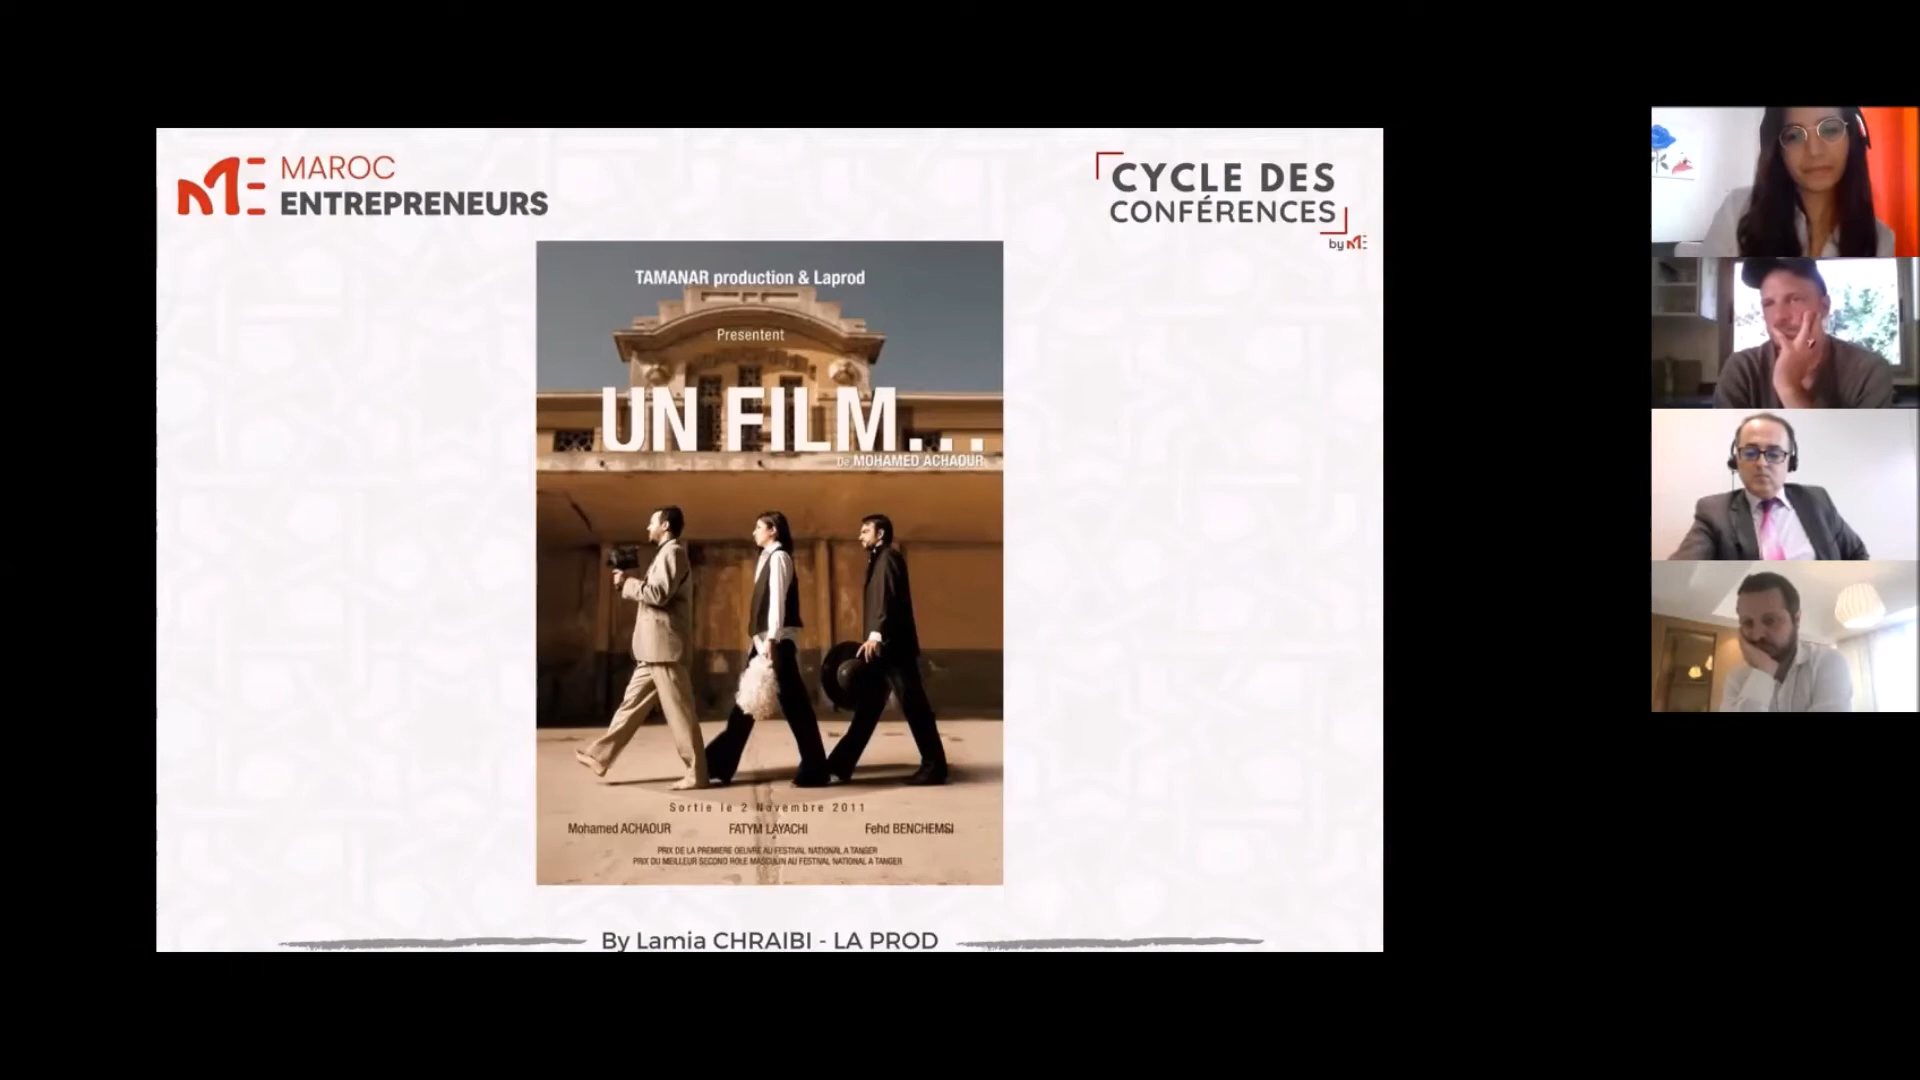 MAROC
ENTREPRENEURS
CYCLE DES
CONFÉRENCES
by ME
TAMANAR production & Laprod
Presentent
UN FILM...
De MOHAMED ACHAOUR
Sortie le 2 Novembre 2011
Mohamed ACHAOUR FATYM LAYACHI Fehd BENCHEMSI
PRIX DE LA PREMIERE OEUVRE AU FESTIVAL NATIONAL A TANGER
PRIX DU MEILLEUR SECOND ROLE MASCULIN AU FESTIVAL NATIONAL A TANGER
By Lamia CHRAIBI - LA PROD